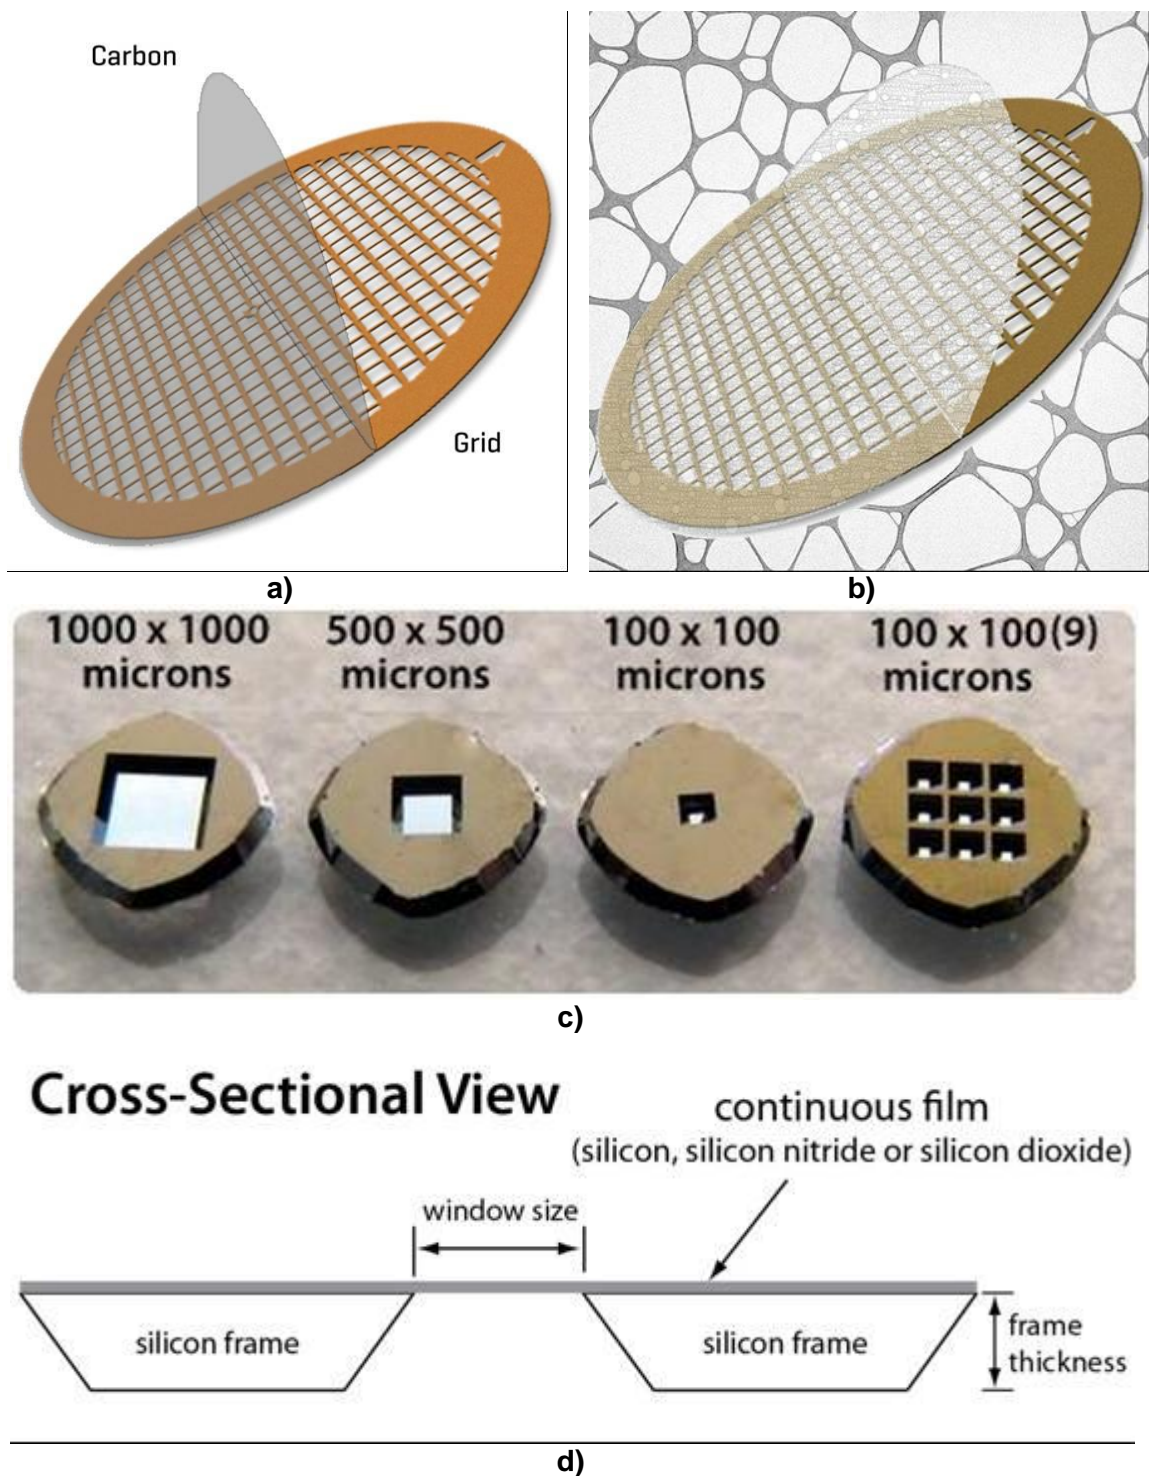 Carbon
Grid
a)
b)
1000 x 1000
microns
500 x 500
microns
100 x 100
microns
100 x 100(9)
microns
c)
Cross-Sectional View
continuous film
(silicon, silicon nitride or silicon dioxide)
window size
silicon frame
silicon frame
frame
thickness
d)